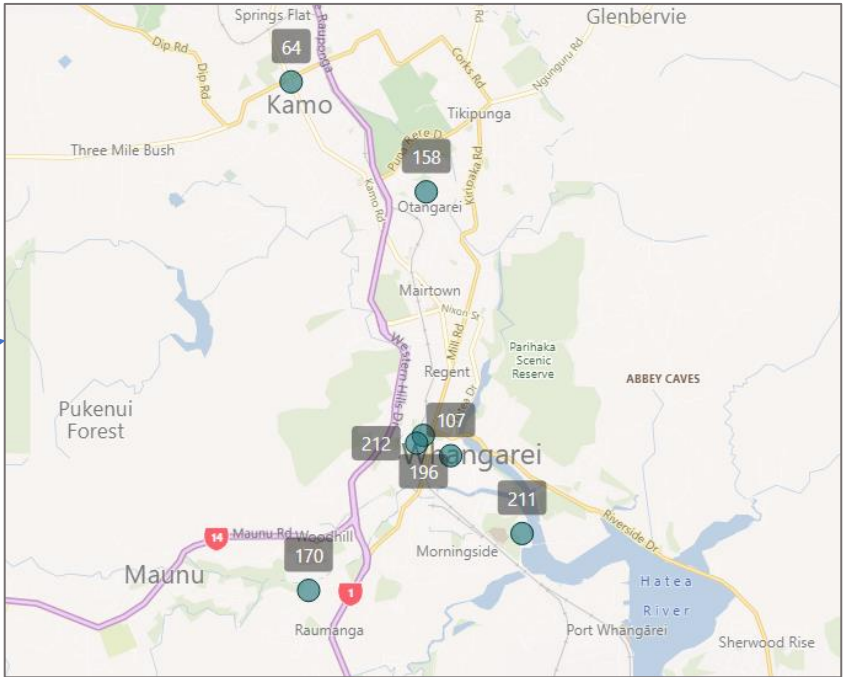 Springs Flat
e Rauponga
Rd
Glenbervie
64
Dip Rd
Dip Rd
Corks Rd
Ngunguru Rd
Kamo
Tikipunga
Three Mile Bush
158
Kamo Rd
Kiripaka Rd
Otangarei
Mairtown
Nixon St
Mill Rd
Western Hills Dr
Parihaka
Scenic
Reserve
Regent
ABBEY CAVES
Pukenui
Forest
107
212
Whangarei
196
211
14
Maunu Rd
Woodhill
Riverside Dr
170
Morningside
Maunu
1
Hatea
River
Raumanga
Port Whangārei
Sherwood Rise